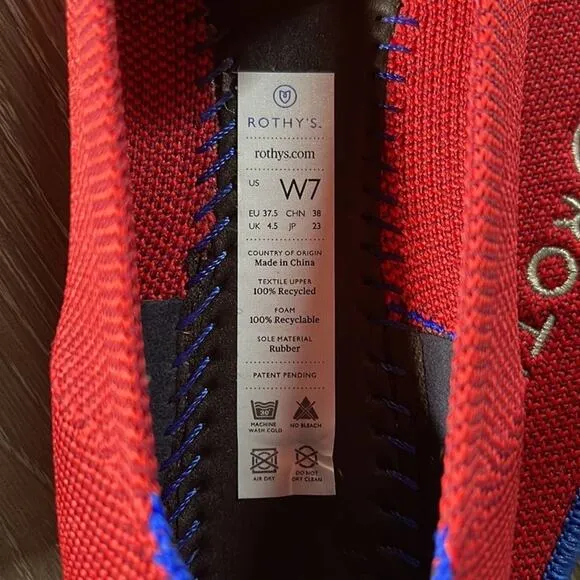 ROTHY'S™
rothys.com
US W7
EU 37.5 CHN 38
UK 4.5 JP 23
COUNTRY OF ORIGIN
Made in China
TEXTILE UPPER
100% Recycled
FOAM
100% Recyclable
SOLE MATERIAL
Rubber
PATENT PENDING
30°
MACHINE
WASH COLD
NO BLEACH
AIR DRY
DO NOT
DRY CLEAN
ROT